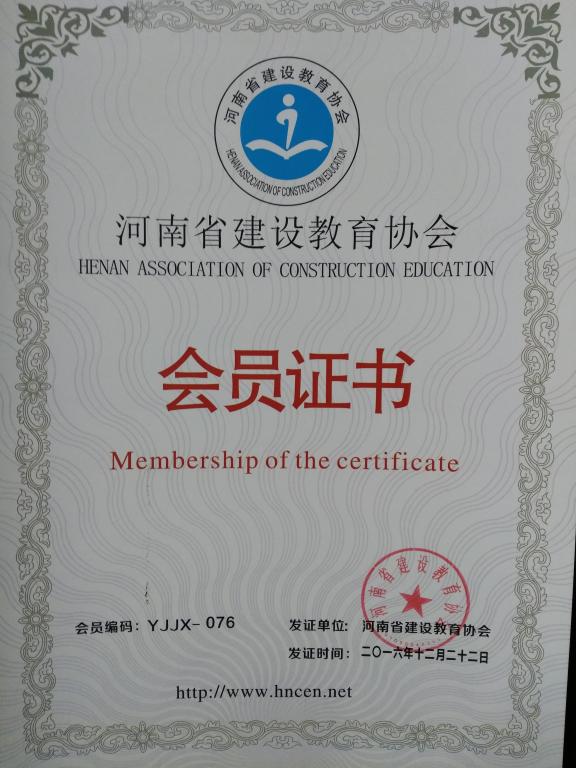 河南省建设教育协会
HENAN ASSOCIATION OF CONSTRUCTION EDUCATION
河南省建设教育协会
HENAN ASSOCIATION OF CONSTRUCTION EDUCATION
会员证书
Membership of the certificate
河南省建设教育协会
会员编码：YJJX-076
发证单位：河南省建设教育协会
发证时间：二〇一六年十二月二十二日
http://www.hncen.net